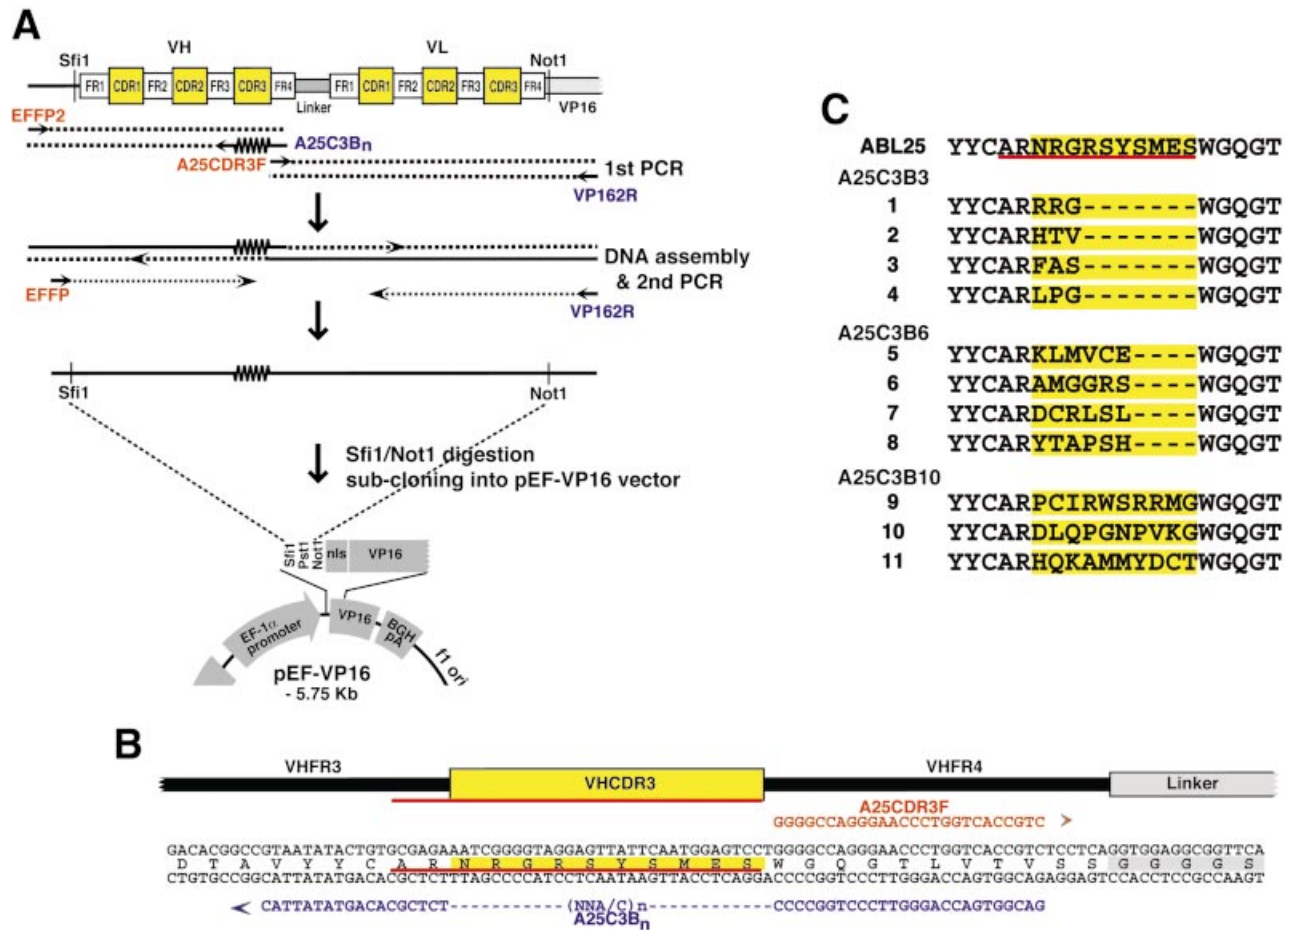 A
VH
VL
Sfi1
Not1
FR1 CDR1 FR2 CDR2 FR3 CDR3 FR4
FR1 CDR1 FR2 CDR2 FR3 CDR3 FR4
Linker
VP16
EFFP2
A25C3Bn
A25CDR3F
1st PCR
VP162R
DNA assembly
& 2nd PCR
EFFP
VP162R
Sfi1
Not1
Sfi1/Not1 digestion
sub-cloning into pEF-VP16 vector
Sfi1
Pst1
Not1
nls
VP16
EF-1α
promoter
VP16
BGH
pA
f1 ori
pEF-VP16
- 5.75 Kb
C
ABL25 YYCARNRGRSYSMESWGQGT
A25C3B3
1 YYCARRRG-------WGQGT
2 YYCARHTV-------WGQGT
3 YYCARFAS-------WGQGT
4 YYCARLPG-------WGQGT
A25C3B6
5 YYCARKLMVCE----WGQGT
6 YYCARAMGGRS----WGQGT
7 YYCARDCRLSL----WGQGT
8 YYCARYTAPSH----WGQGT
A25C3B10
9 YYCARPCIRWSRRMGWGQGT
10 YYCARDLQPGNPVKGWGQGT
11 YYCARHQKAMMYDCTWGQGT
B
VHFR3
VHCDR3
VHFR4
Linker
A25CDR3F
GGGGCCAGGGAACCCTGGTCACCGTC >
GACACGGCCGTAATATACTGTGCGAGAAATCGGGGTAGGAGTTATTCAATGGAGTCCTGGGGCCAGGGAACCCTGGTCACCGTCTCCTCAGGTGGAGGCGGTTCA
D T A V Y Y C A R N R G R S Y S M E S W G Q G T L V T V S S G G G G S
CTGTGCCGGCATTATATGACACGCTCTTTAGCCCCATCCTCAATAAGTTACCTCAGGACCCCGGTCCCTTGGGACCAGTGGCAGAGGAGTCCACCTCCGCCAAGT
< CATTATATGACACGCTCT-----------(NNA/C)n------------CCCCGGTCCCTTGGGACCAGTGGCAG
A25C3Bn